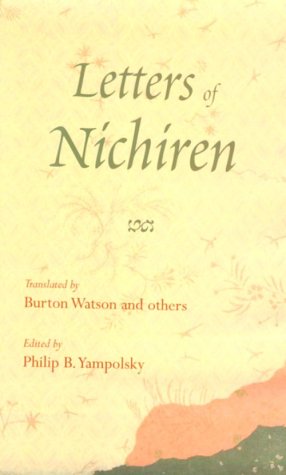 Letters of
Nichiren
Translated by
Burton Watson and others
Edited by
Philip B. Yampolsky